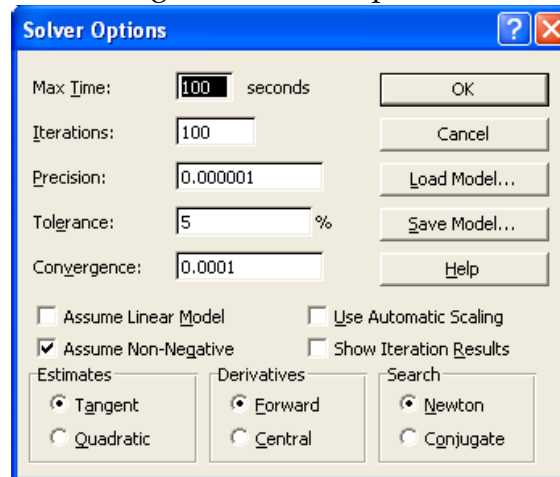 Solver Options
Max Time: 100 seconds OK
Iterations: 100 Cancel
Precision: 0.000001 Load Model...
Tolerance: 5 % Save Model...
Convergence: 0.0001 Help
Assume Linear Model Use Automatic Scaling
Assume Non-Negative Show Iteration Results
Estimates Derivatives Search
Tangent Forward Newton
Quadratic Central Conjugate